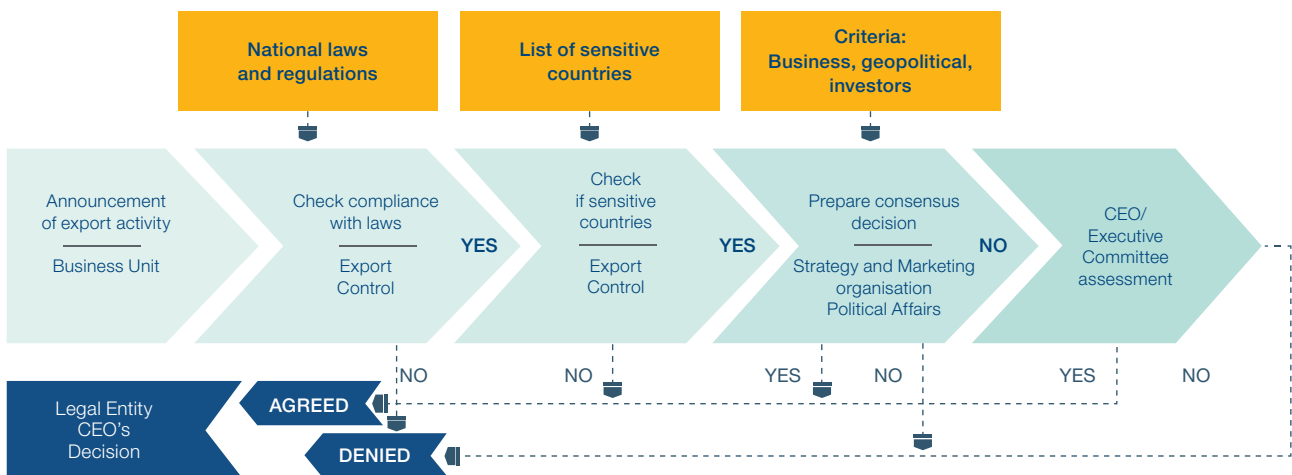 National laws
and regulations
List of sensitive
countries
Criteria:
Business, geopolitical,
investors
Announcement
of export activity
Business Unit
Check compliance
with laws
Export
Control
YES
Check
if sensitive
countries
Export
Control
YES
Prepare consensus
decision
Strategy and Marketing
organisation
Political Affairs
NO
CEO/
Executive
Committee
assessment
NO
NO
YES
NO
YES
NO
Legal Entity
CEO's
Decision
AGREED
DENIED